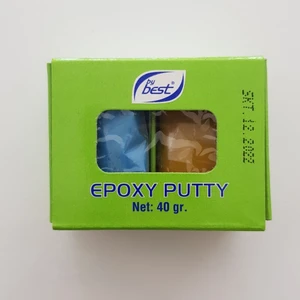 by
best®
SKT. 12.2022
EPOXY PUTTY
Net: 40 gr.